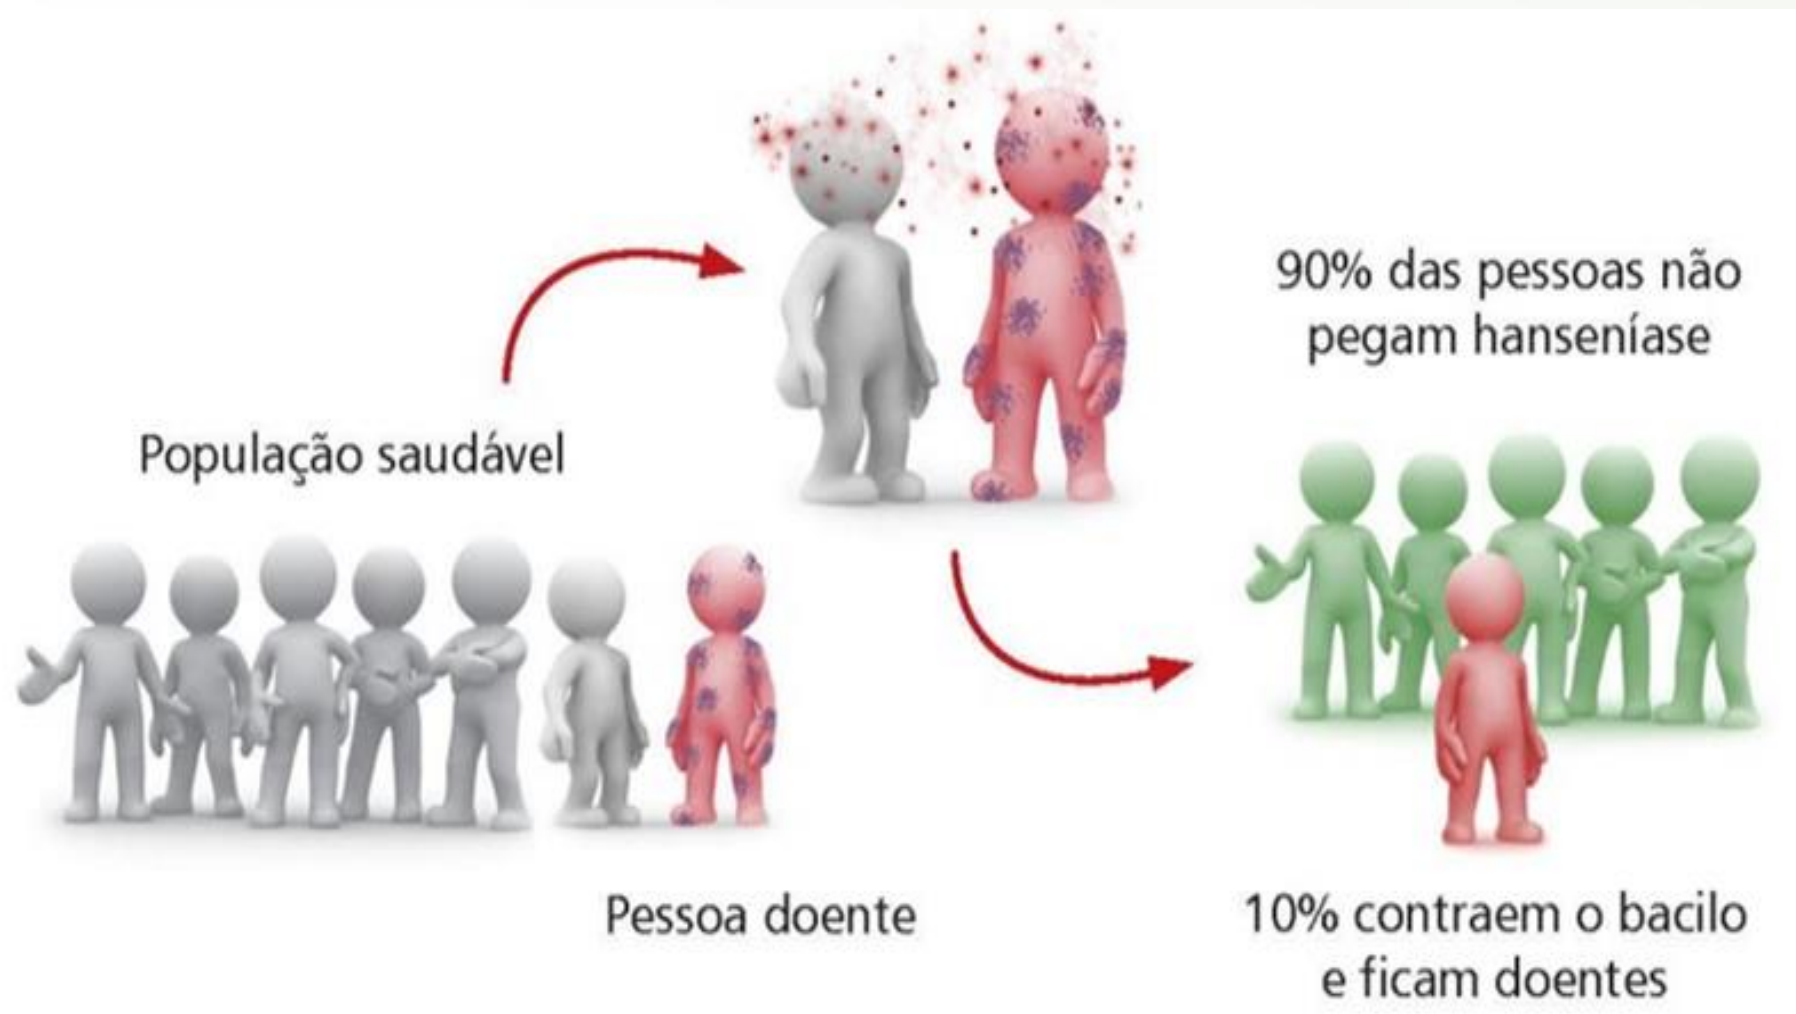 População saudável
Pessoa doente
90% das pessoas não
pegam hanseníase
10% contraem o bacilo
e ficam doentes